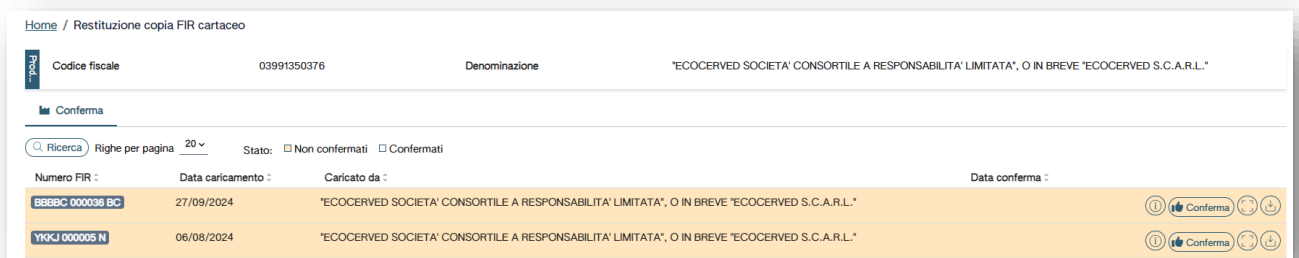 Home / Restituzione copia FIR cartaceo
Prod... Codice fiscale 03991350376 Denominazione "ECOCERVED SOCIETA' CONSORTILE A RESPONSABILITA' LIMITATA", O IN BREVE "ECOCERVED S.C.A.R.L."
Conferma
Ricerca Righe per pagina 20 Stato: Non confermati Confermati
Numero FIR Data caricamento Caricato da Data conferma
BBBBC 000036 BC 27/09/2024 "ECOCERVED SOCIETA' CONSORTILE A RESPONSABILITA' LIMITATA", O IN BREVE "ECOCERVED S.C.A.R.L." Conferma
YKKJ 000005 N 06/08/2024 "ECOCERVED SOCIETA' CONSORTILE A RESPONSABILITA' LIMITATA", O IN BREVE "ECOCERVED S.C.A.R.L." Conferma